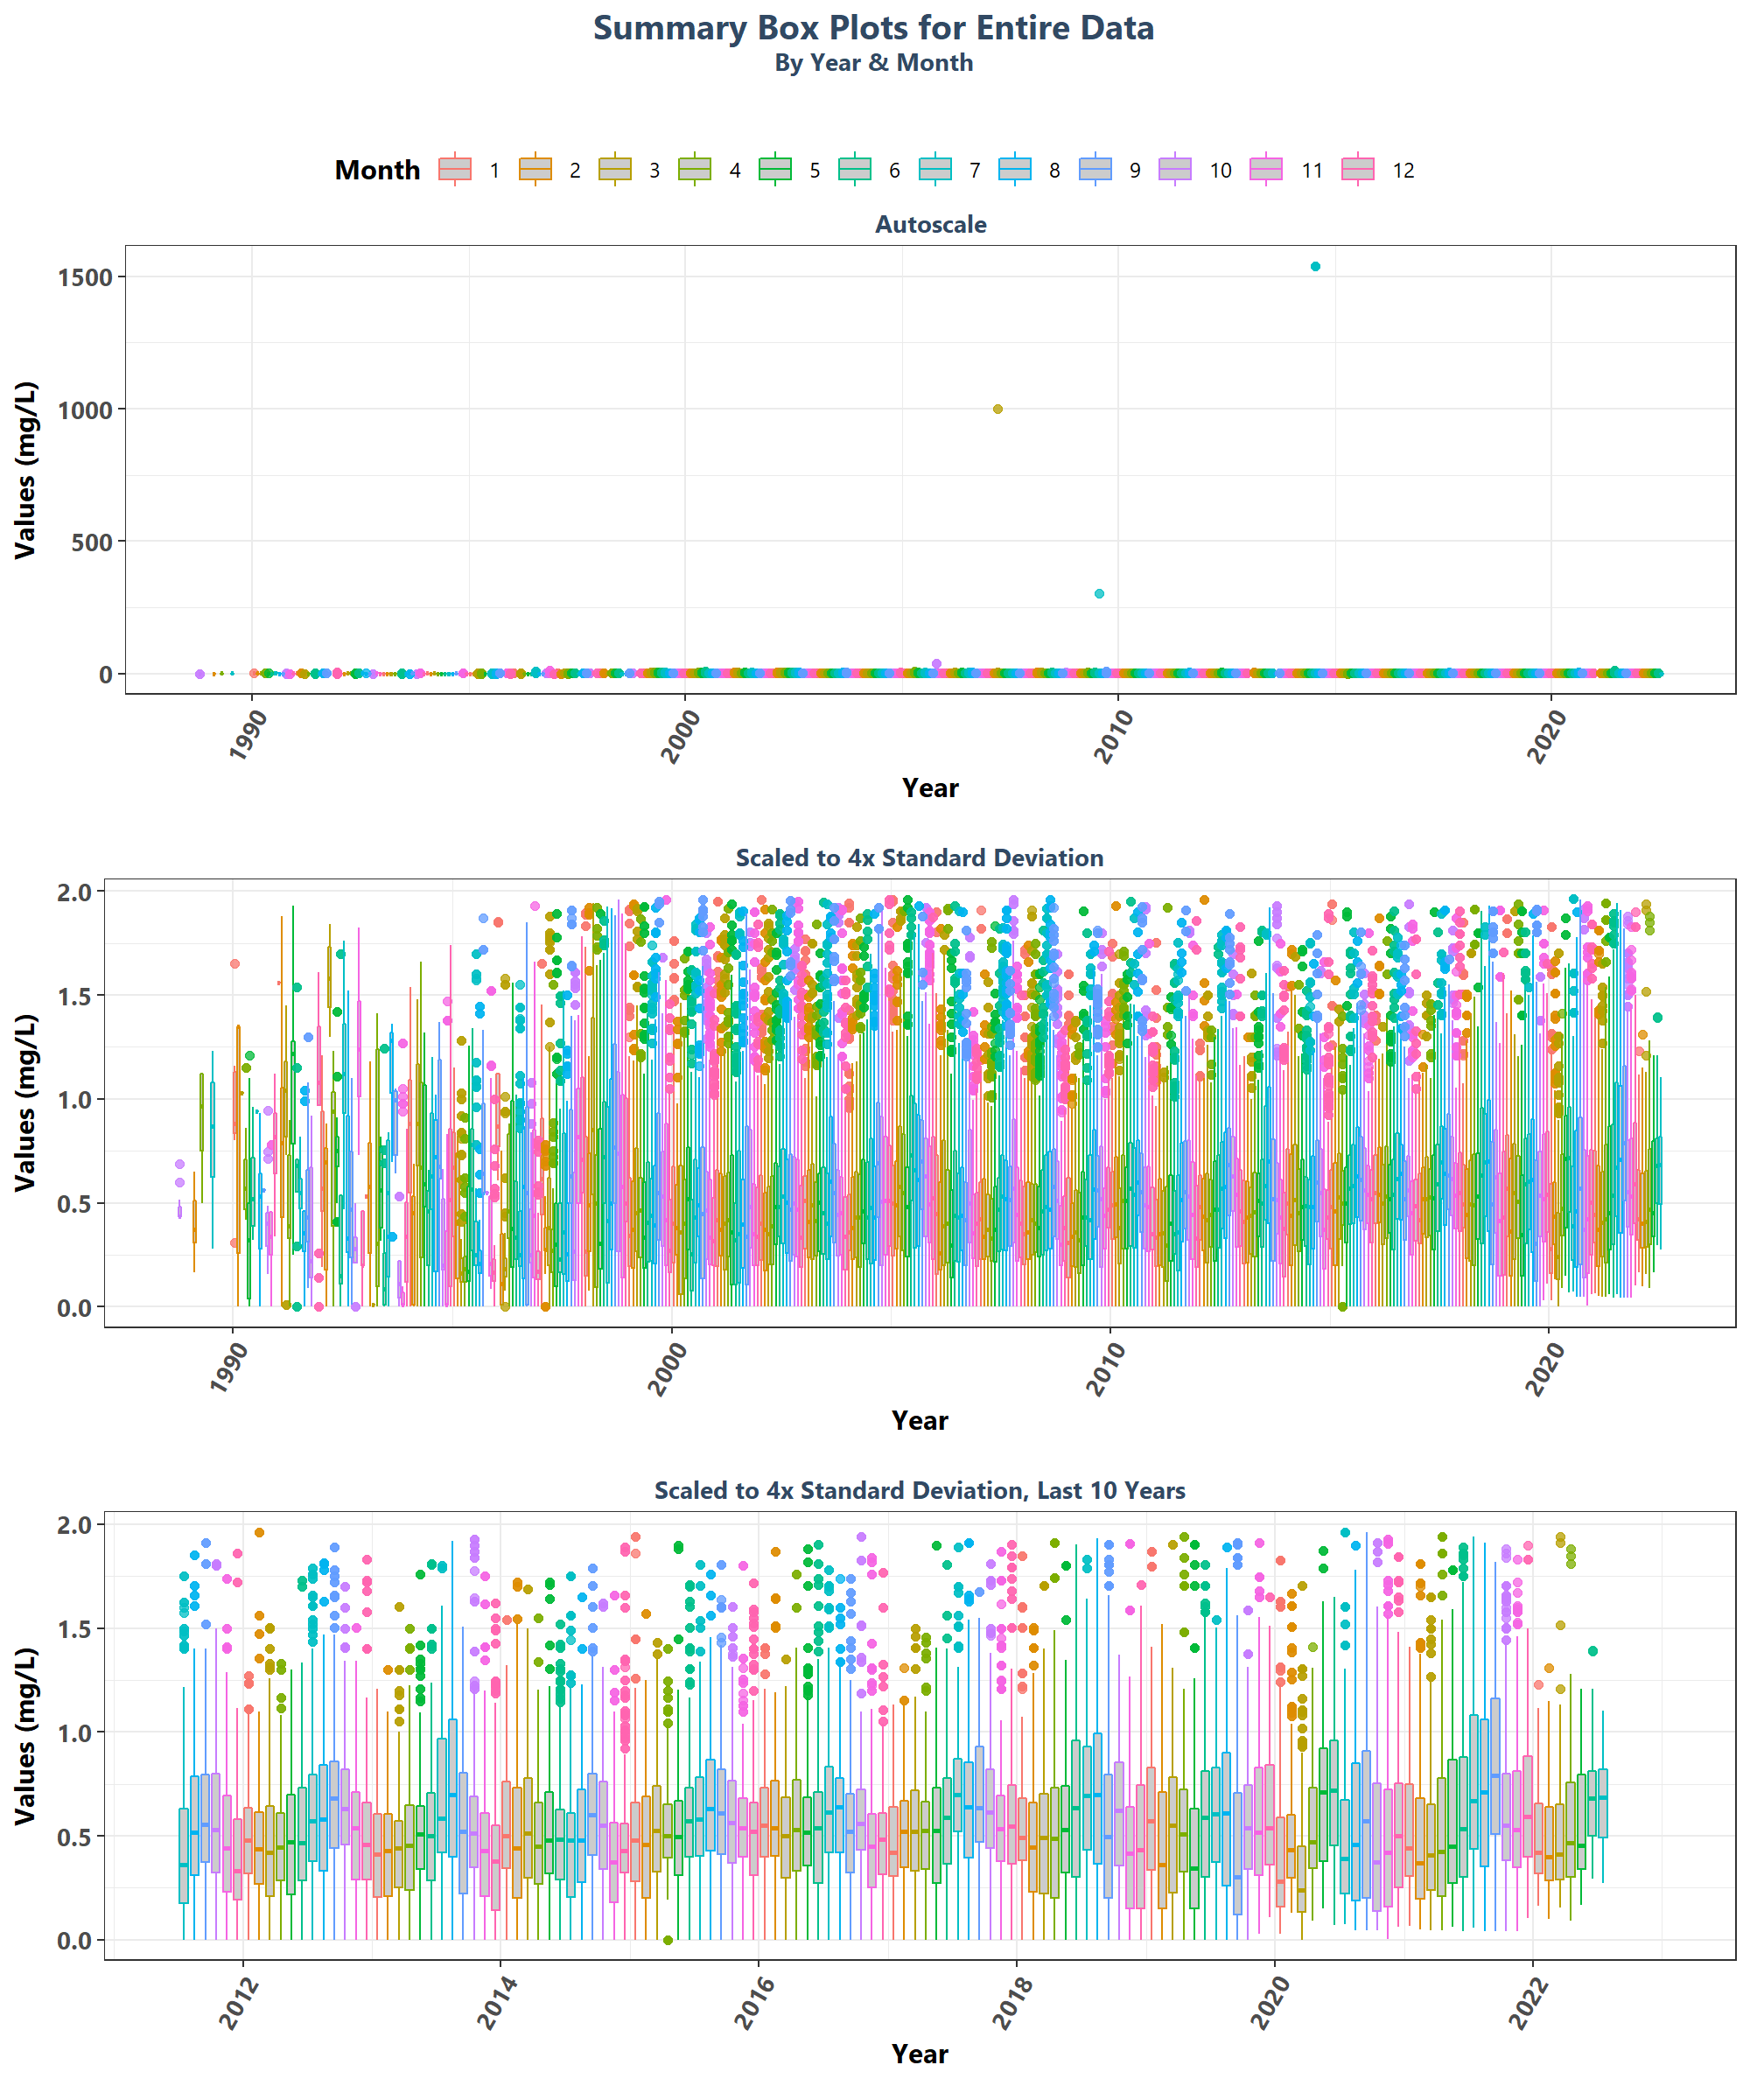 Summary Box Plots for Entire Data
By Year & Month
Month 1 2 3 4 5 6 7 8 9 10 11 12
Autoscale
Values (mg/L)
1500
1000
500
0
1990 2000 2010 2020
Year
Scaled to 4x Standard Deviation
Values (mg/L)
2.0
1.5
1.0
0.5
0.0
1990 2000 2010 2020
Year
Scaled to 4x Standard Deviation, Last 10 Years
Values (mg/L)
2.0
1.5
1.0
0.5
0.0
2012 2014 2016 2018 2020 2022
Year